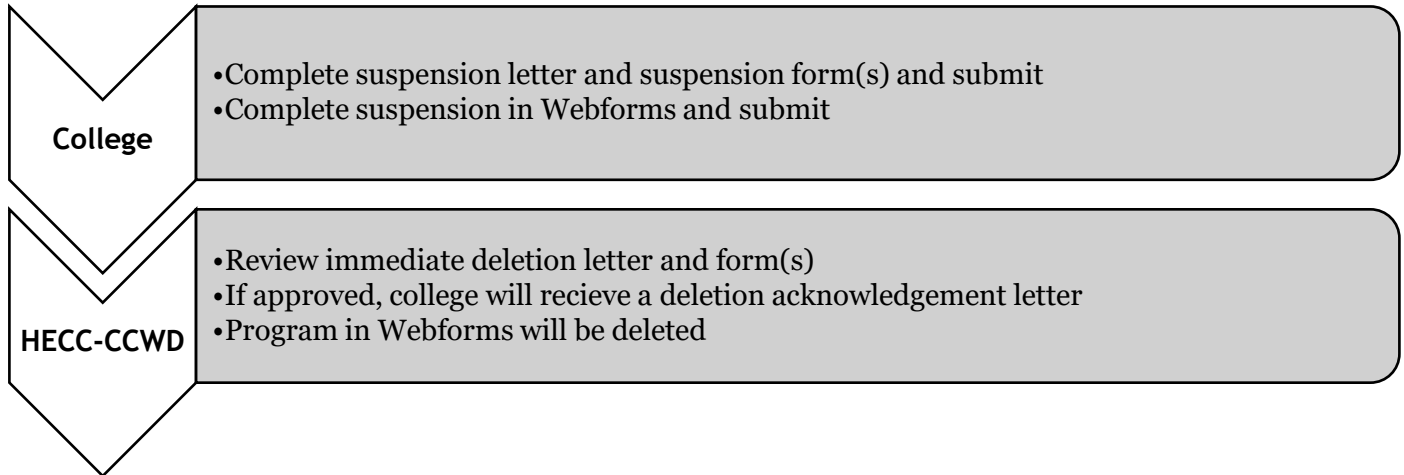 College
•Complete suspension letter and suspension form(s) and submit
•Complete suspension in Webforms and submit
HECC-CCWD
•Review immediate deletion letter and form(s)
•If approved, college will recieve a deletion acknowledgement letter
•Program in Webforms will be deleted